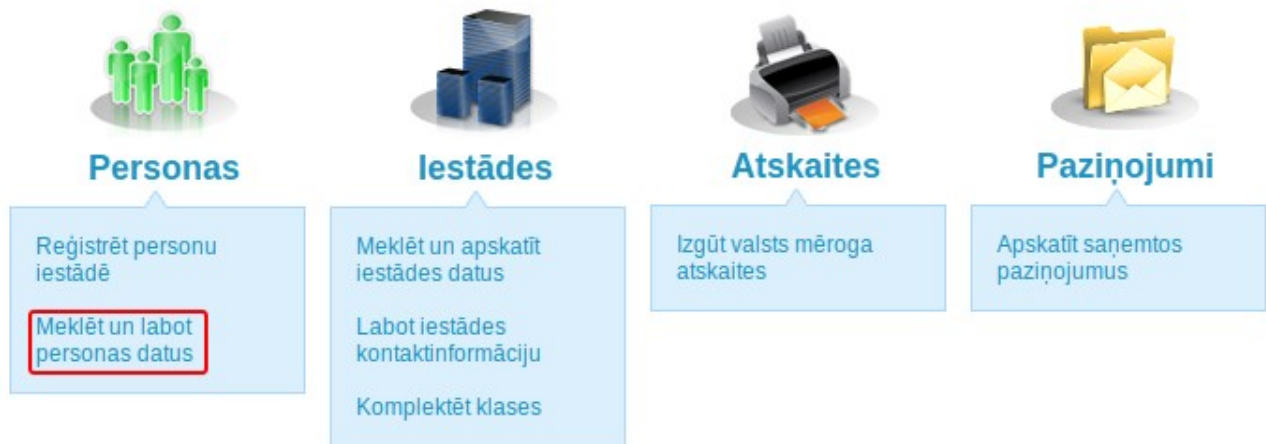 Personas
Reģistrēt personu
iestādē
Meklēt un labot
personas datus
Iestādes
Meklēt un apskatīt
iestādes datus
Labot iestādes
kontaktinformāciju
Komplektēt klases
Atskaites
Izgūt valsts mēroga
atskaites
Paziņojumi
Apskatīt saņemtos
paziņojumus